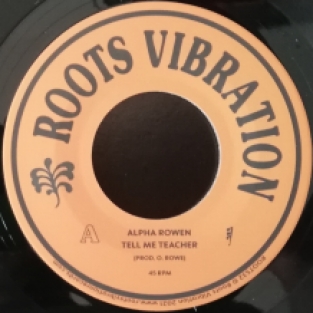 ROOTS VIBRATION
A
ALPHA ROWEN
TELL ME TEACHER
(PROD. O. ROWE)
45 RPM